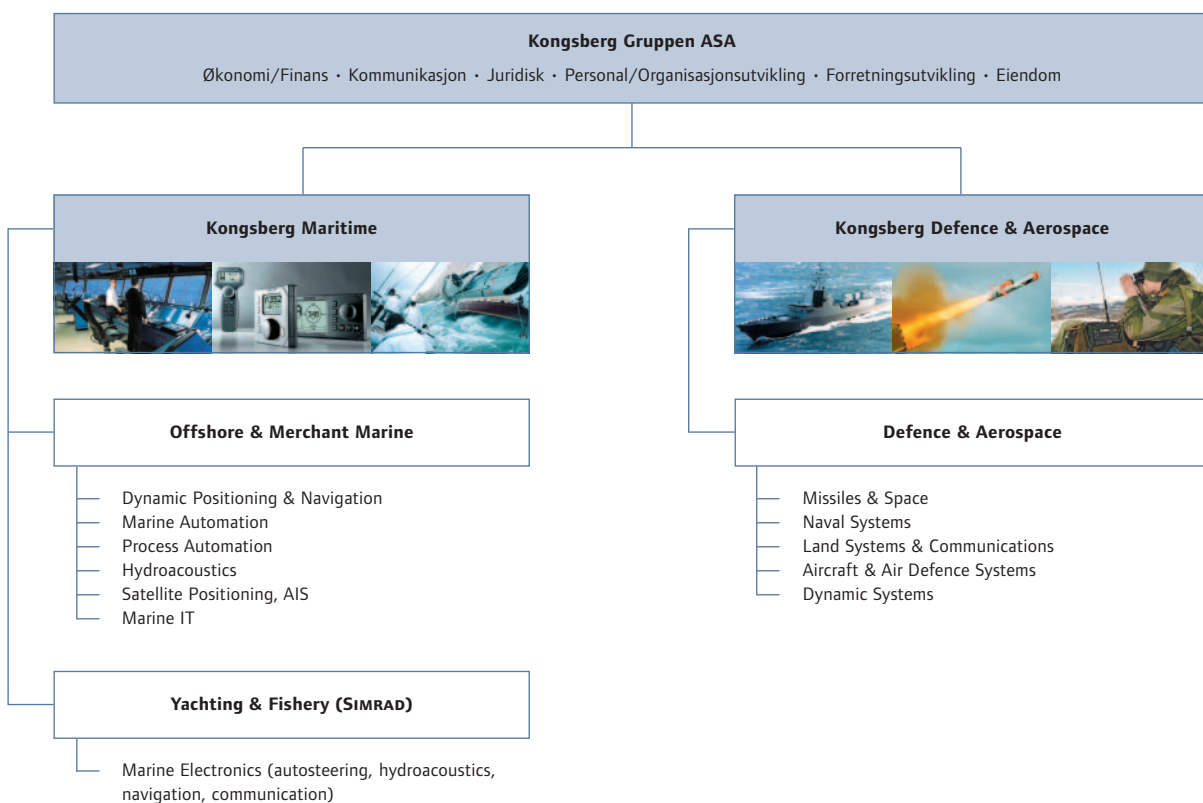 Kongsberg Gruppen ASA
Økonomi/Finans · Kommunikasjon · Juridisk · Personal/Organisasjonsutvikling · Forretningsutvikling · Eiendom
Kongsberg Maritime
Offshore & Merchant Marine
Dynamic Positioning & Navigation
Marine Automation
Process Automation
Hydroacoustics
Satellite Positioning, AIS
Marine IT
Yachting & Fishery (SIMRAD)
Marine Electronics (autosteering, hydroacoustics,
navigation, communication)
Kongsberg Defence & Aerospace
Defence & Aerospace
Missiles & Space
Naval Systems
Land Systems & Communications
Aircraft & Air Defence Systems
Dynamic Systems